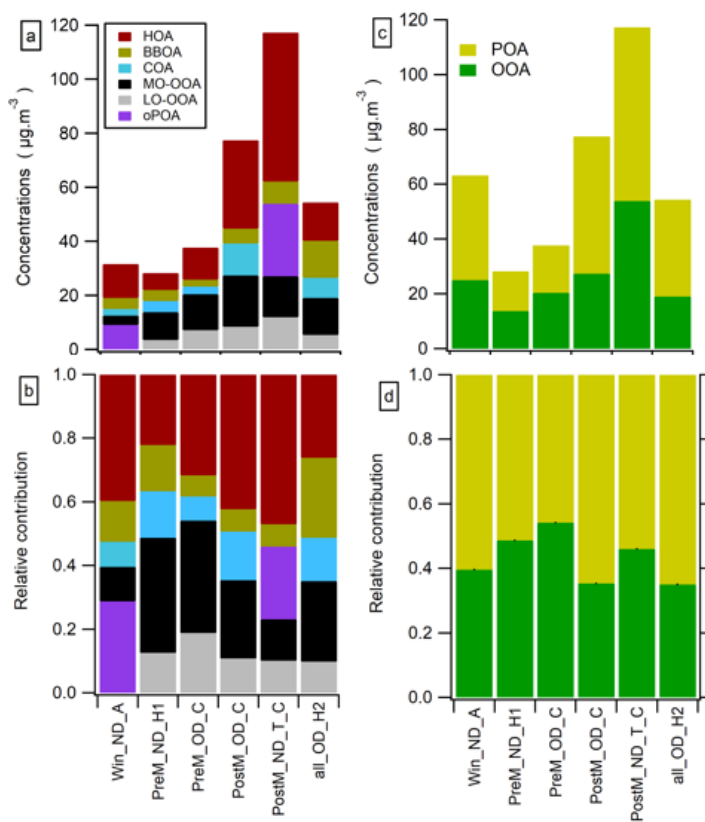 a
120
100
80
60
40
20
0
Concentrations ( µg.m⁻³ )
HOA
BBOA
COA
MO-OOA
LO-OOA
oPOA
c
120
100
80
60
40
20
0
Concentrations ( µg.m⁻³ )
POA
OOA
b
1.0
0.8
0.6
0.4
0.2
0.0
Relative contribution
Win_ND_A
PreM_ND_H1
PreM_OD_C
PostM_OD_C
PostM_ND_T_C
all_OD_H2
d
1.0
0.8
0.6
0.4
0.2
0.0
Relative contribution
Win_ND_A
PreM_ND_H1
PreM_OD_C
PostM_OD_C
PostM_ND_T_C
all_OD_H2